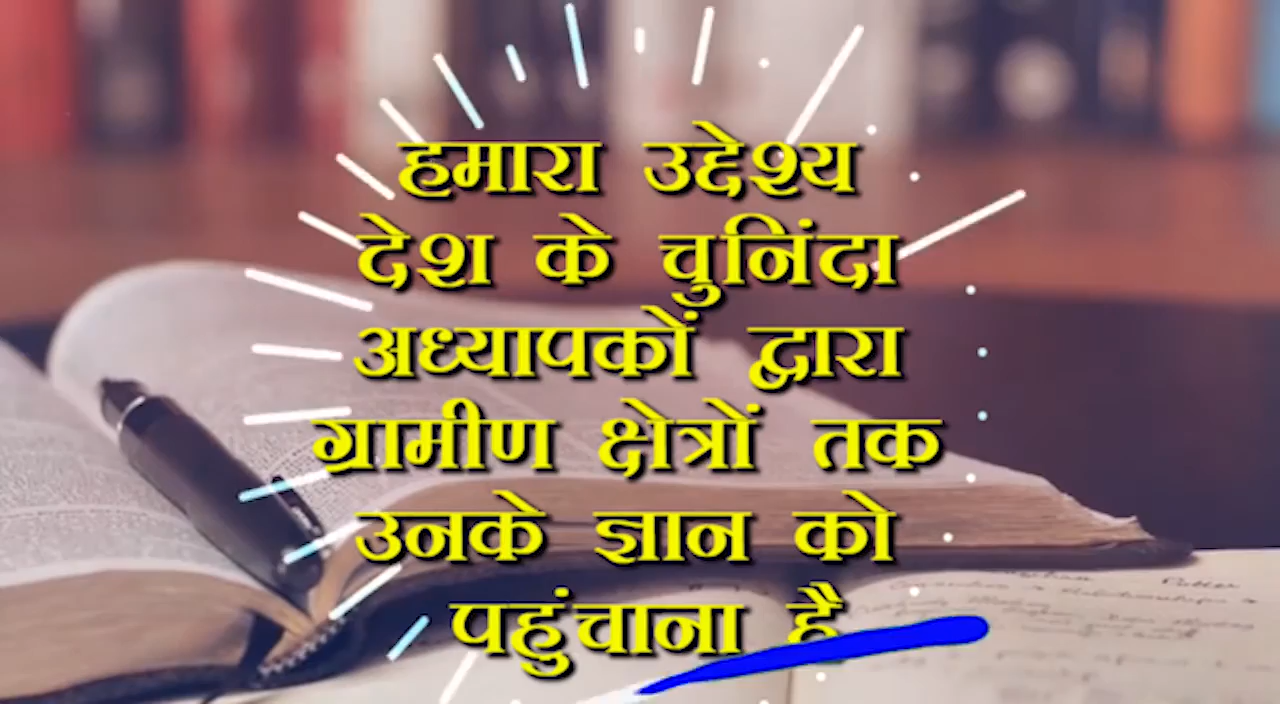 हमारा उद्देश्य
देश के चुनिंदा
अध्यापकों द्वारा
ग्रामीण क्षेत्रों तक
उनके ज्ञान को
पहुंचाना है